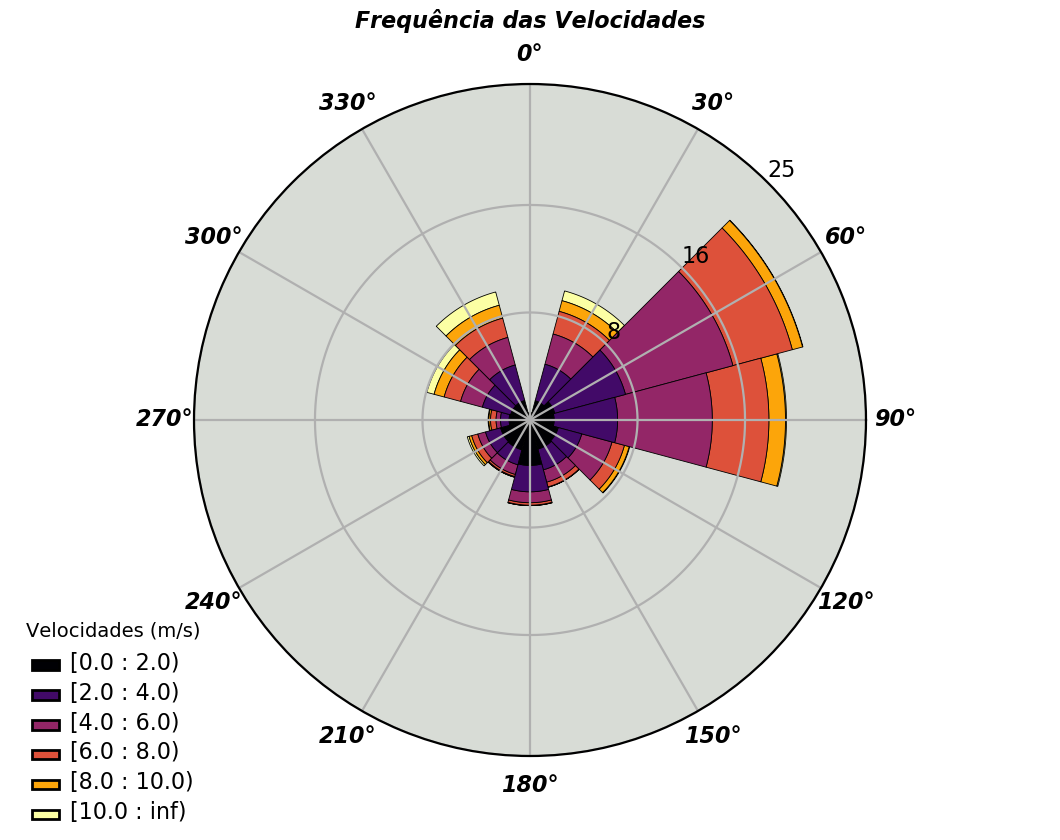 Frequência das Velocidades
0°
330°
30°
25
300°
60°
16
8
270°
90°
240°
120°
210°
150°
180°
Velocidades (m/s)
[0.0 : 2.0)
[2.0 : 4.0)
[4.0 : 6.0)
[6.0 : 8.0)
[8.0 : 10.0)
[10.0 : inf)